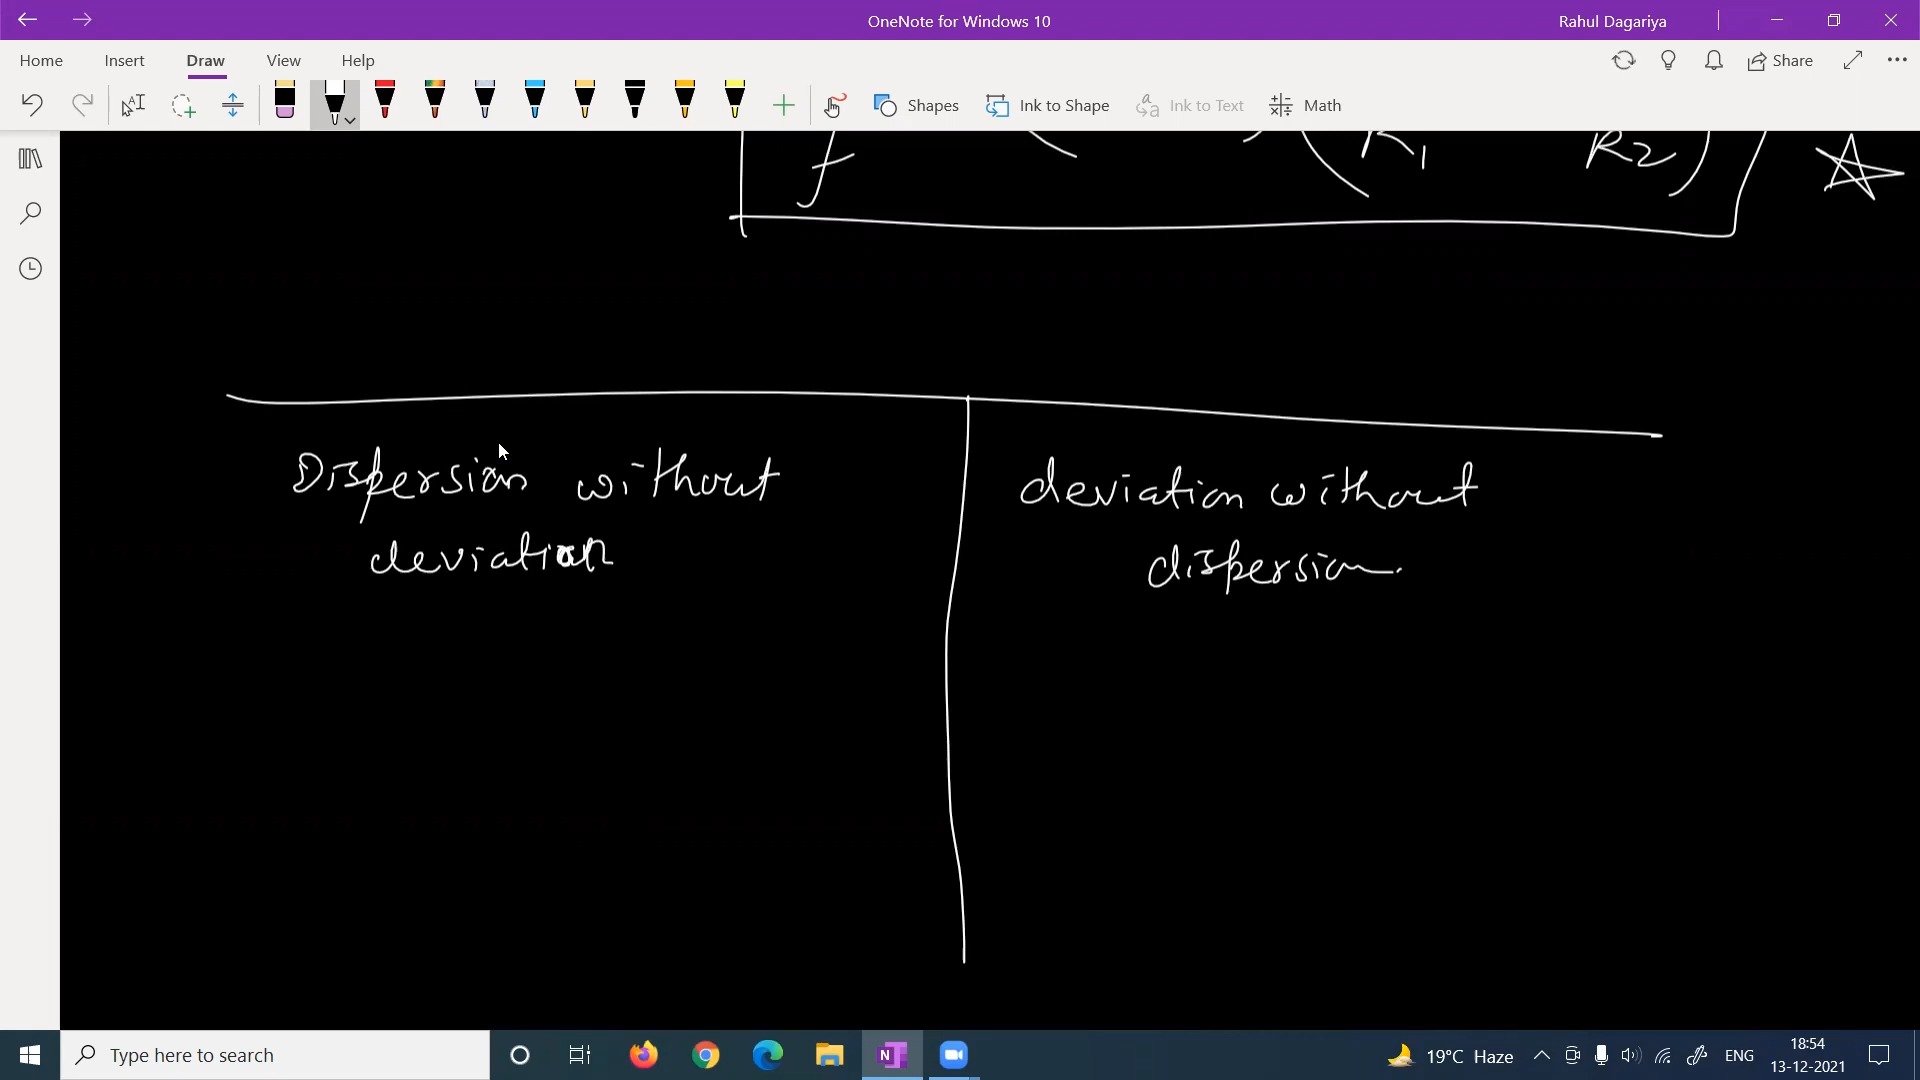 OneNote for Windows 10
Rahul Dagariya
Home Insert Draw View Help
Share
Shapes Ink to Shape Ink to Text Math
f ( ) ( R1 R2 )
Dispersion without
deviation
deviation without
dispersion.
Type here to search
19°C Haze
ENG
18:54
13-12-2021